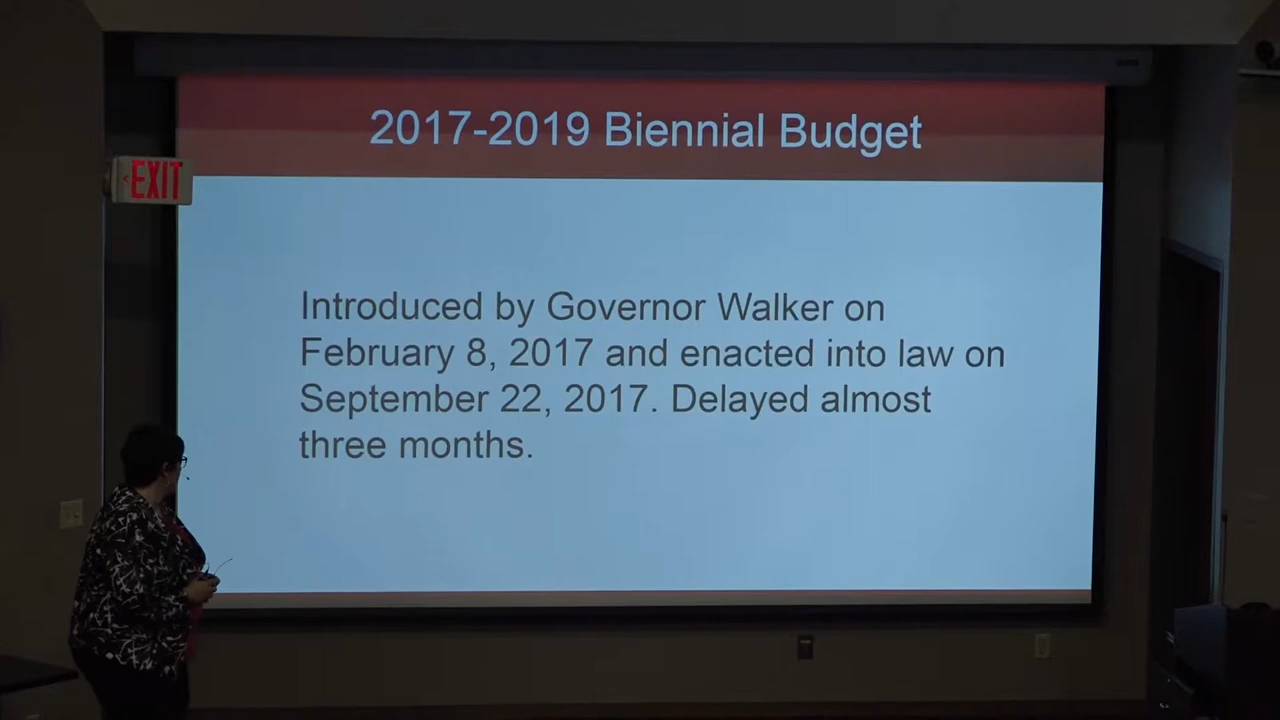 2017-2019 Biennial Budget
<EXIT
Introduced by Governor Walker on
February 8, 2017 and enacted into law on
September 22, 2017. Delayed almost
three months.